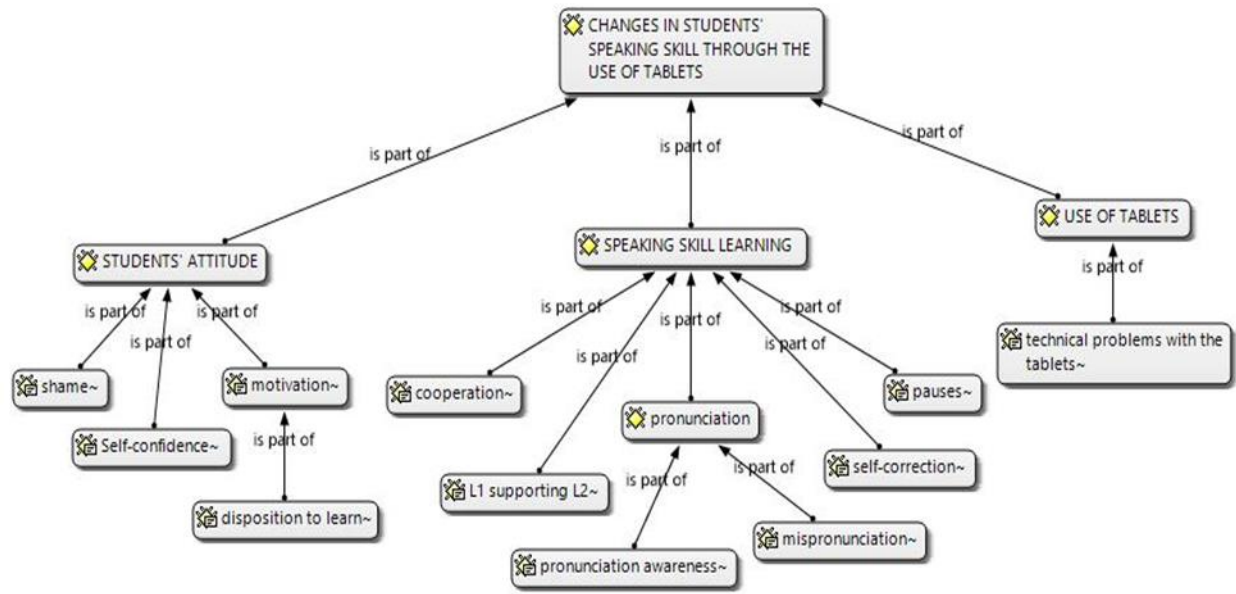 CHANGES IN STUDENTS'
SPEAKING SKILL THROUGH THE
USE OF TABLETS
is part of
is part of
is part of
STUDENTS' ATTITUDE
SPEAKING SKILL LEARNING
USE OF TABLETS
is part of
is part of
is part of
is part of
is part of
is part of
is part of
is part of
is part of
shame~
Self-confidence~
motivation~
is part of
disposition to learn~
cooperation~
L1 supporting L2~
pronunciation
is part of
is part of
pronunciation awareness~
mispronunciation~
self-correction~
pauses~
technical problems with the
tablets~